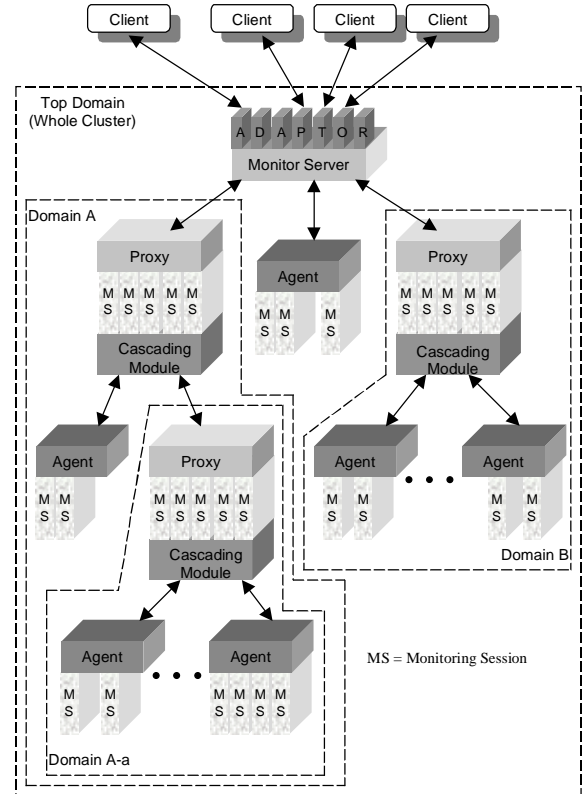 Client Client Client Client
Top Domain
(Whole Cluster)
A D A P T O R
Monitor Server
Domain A
Proxy
M M M M M
S S S S S
Cascading
Module
Agent
M M M
S S S
Proxy
M M M M M
S S S S S
Cascading
Module
Agent
M M
S S
Proxy
M M M M M
S S S S S
Cascading
Module
Agent
M M
S S
Agent
M M
S S
Domain B
Agent
M M
S S
Agent
M M M M
S S S S
Domain A-a
MS = Monitoring Session